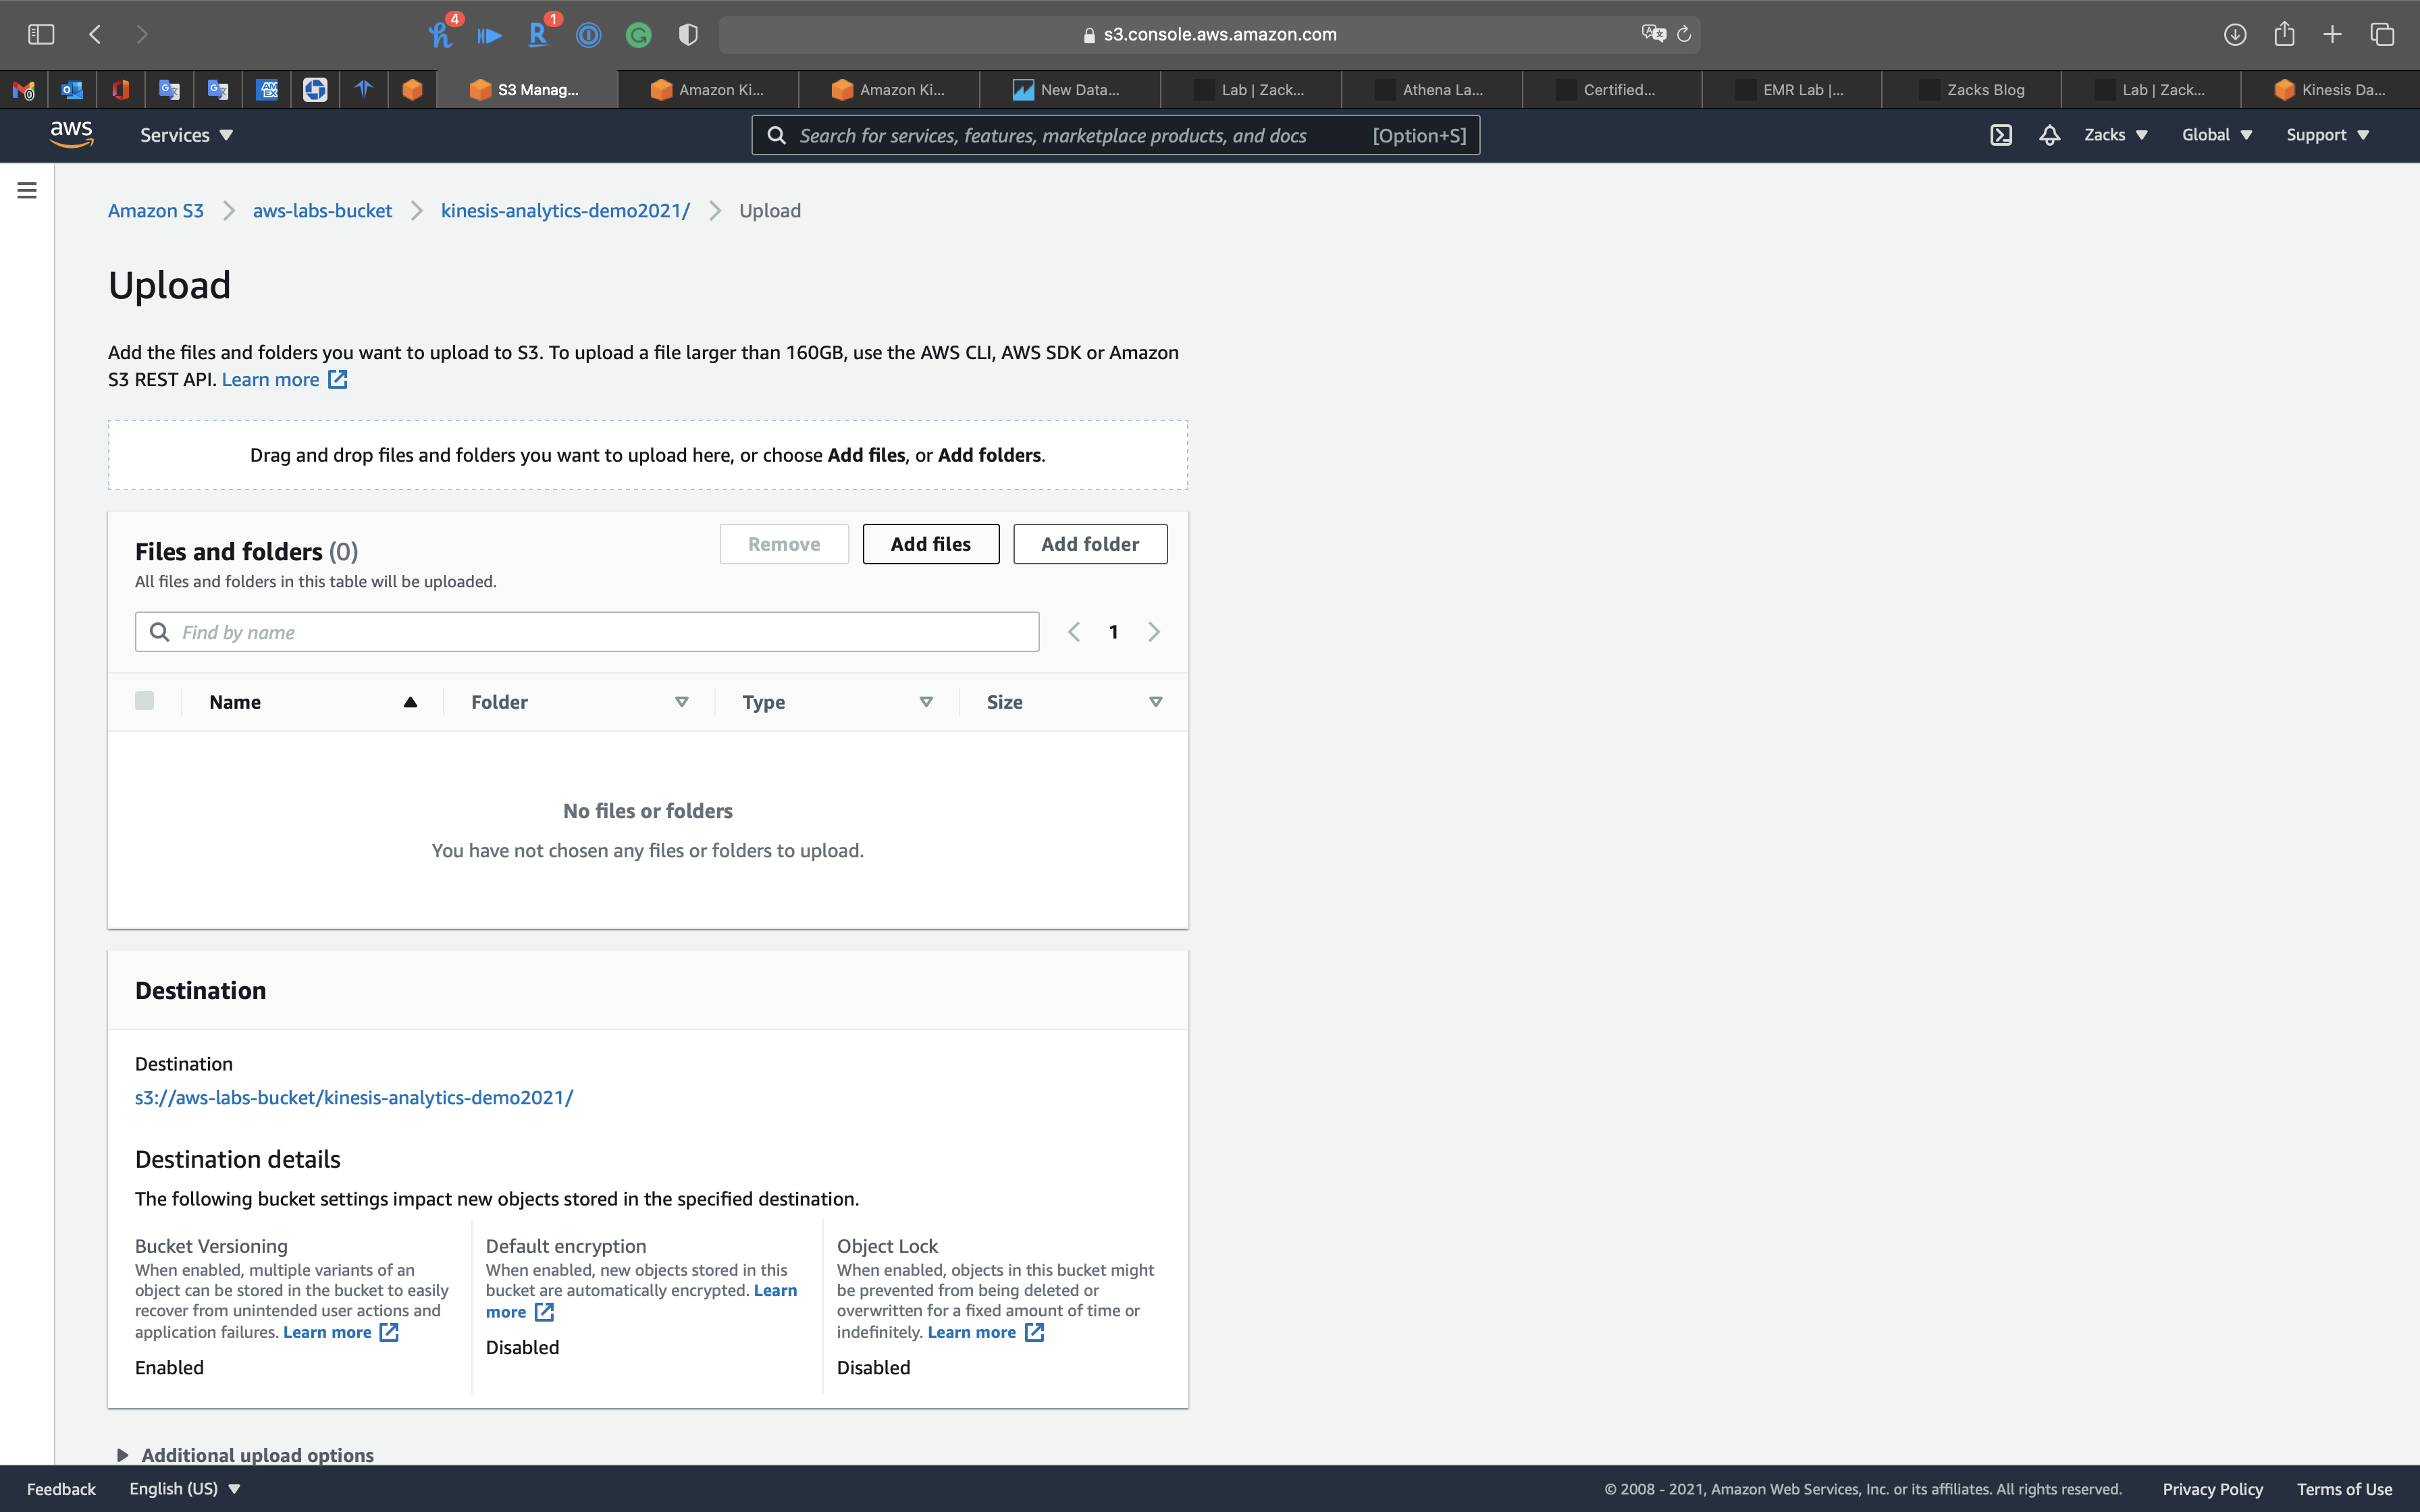 4
1
s3.console.aws.amazon.com
S3 Manag...
Amazon Ki...
Amazon Ki...
New Data...
Lab | Zack...
Athena La...
Certified...
EMR Lab |...
Zacks Blog
Lab | Zack...
Kinesis Da...
aws
Services
Search for services, features, marketplace products, and docs
[Option+S]
Zacks
Global
Support
Amazon S3
aws-labs-bucket
kinesis-analytics-demo2021/
Upload
Upload
Add the files and folders you want to upload to S3. To upload a file larger than 160GB, use the AWS CLI, AWS SDK or Amazon
S3 REST API. Learn more
Drag and drop files and folders you want to upload here, or choose Add files, or Add folders.
Files and folders (0)
Remove
Add files
Add folder
All files and folders in this table will be uploaded.
Find by name
1
Name
Folder
Type
Size
No files or folders
You have not chosen any files or folders to upload.
Destination
Destination
s3://aws-labs-bucket/kinesis-analytics-demo2021/
Destination details
The following bucket settings impact new objects stored in the specified destination.
Bucket Versioning
When enabled, multiple variants of an
object can be stored in the bucket to easily
recover from unintended user actions and
application failures. Learn more
Enabled
Default encryption
When enabled, new objects stored in this
bucket are automatically encrypted. Learn
more
Disabled
Object Lock
When enabled, objects in this bucket might
be prevented from being deleted or
overwritten for a fixed amount of time or
indefinitely. Learn more
Disabled
Additional upload options
Feedback
English (US)
© 2008 - 2021, Amazon Web Services, Inc. or its affiliates. All rights reserved.
Privacy Policy
Terms of Use